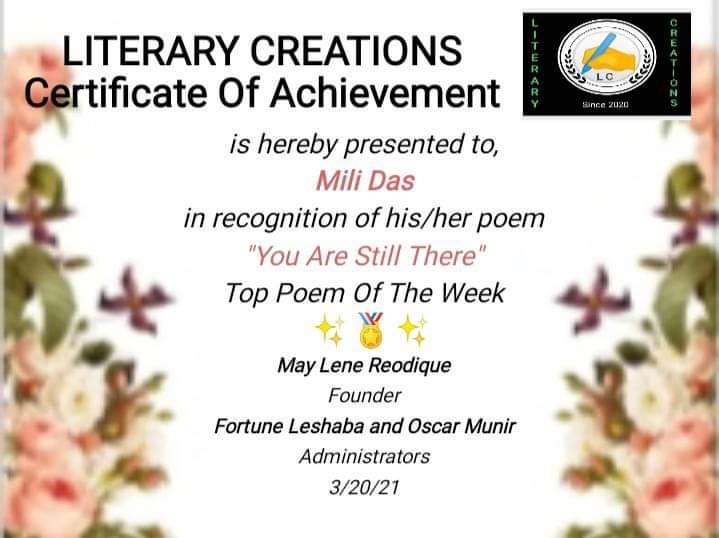 LITERARY CREATIONS
Certificate Of Achievement
LITERARY
LC
Since 2020
CREATIONS
is hereby presented to,
Mili Das
in recognition of his/her poem
"You Are Still There"
Top Poem Of The Week
May Lene Reodique
Founder
Fortune Leshaba and Oscar Munir
Administrators
3/20/21